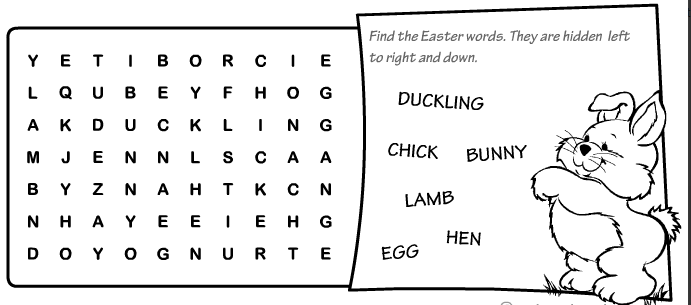 Y E T I B O R C I E
L Q U B E Y F H O G
A K D U C K L I N G
M J E N N L S C A A
B Y Z N A H T K C N
N H A Y E E I E H G
D O Y O G N U R T E
Find the Easter words. They are hidden left
to right and down.
DUCKLING
CHICK BUNNY
LAMB
HEN
EGG